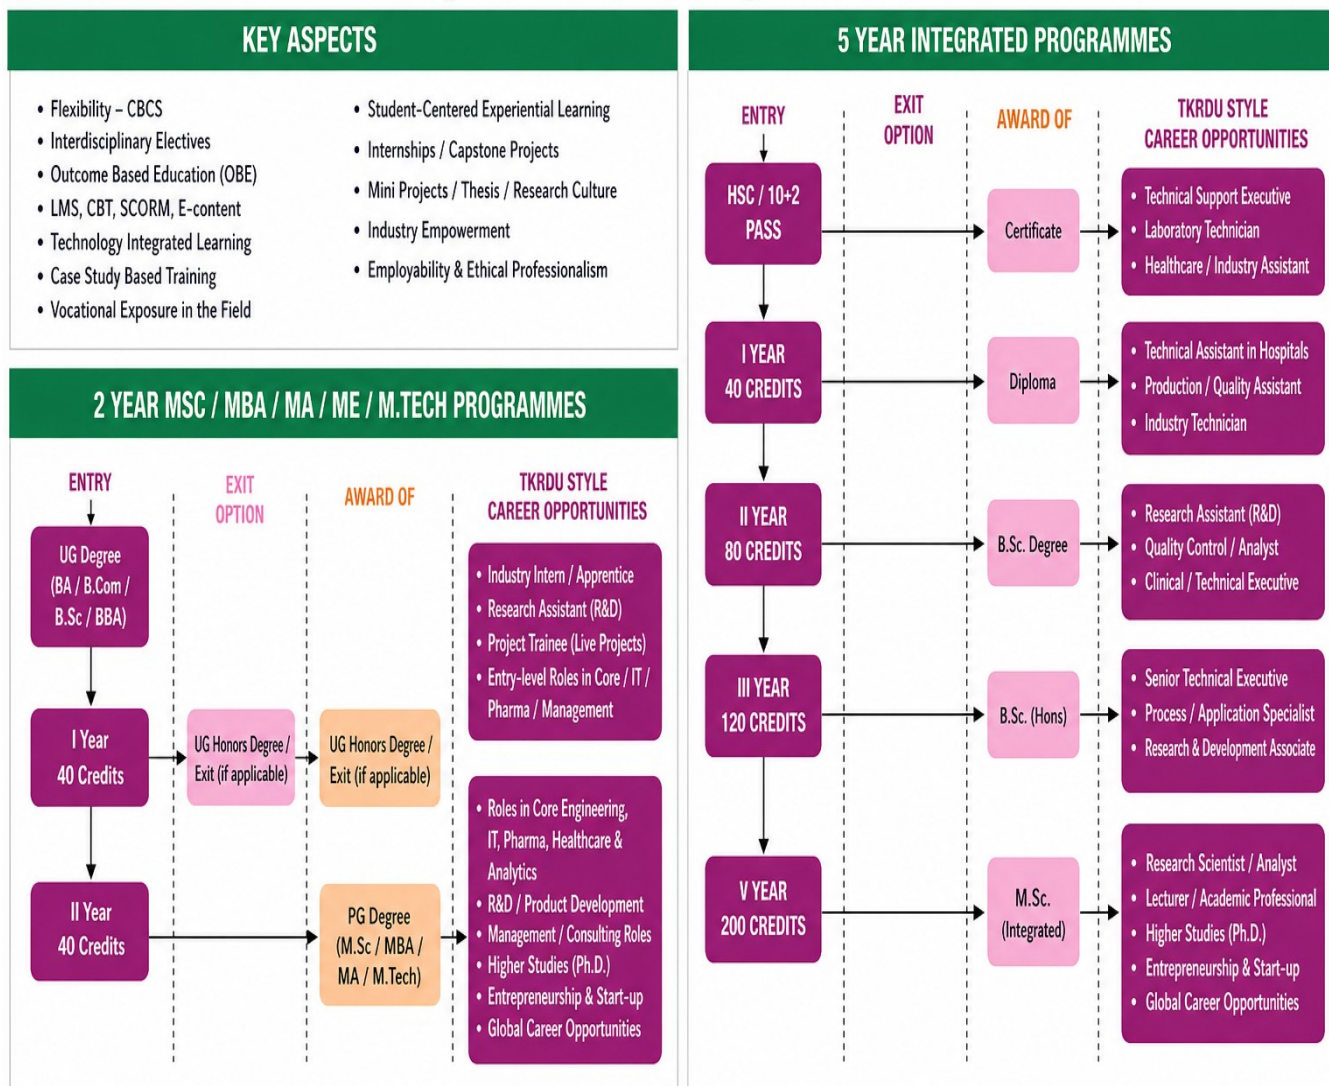 KEY ASPECTS
• Flexibility – CBCS
• Interdisciplinary Electives
• Outcome Based Education (OBE)
• LMS, CBT, SCORM, E-content
• Technology Integrated Learning
• Case Study Based Training
• Vocational Exposure in the Field
• Student-Centered Experiential Learning
• Internships / Capstone Projects
• Mini Projects / Thesis / Research Culture
• Industry Empowerment
• Employability & Ethical Professionalism
2 YEAR MSC / MBA / MA / ME / M.TECH PROGRAMMES
ENTRY
EXIT
OPTION
AWARD OF
TKRDU STYLE
CAREER OPPORTUNITIES
UG Degree
(BA / B.Com /
B.Sc / BBA)
• Industry Intern / Apprentice
• Research Assistant (R&D)
• Project Trainee (Live Projects)
• Entry-level Roles in Core / IT /
Pharma / Management
I Year
40 Credits
UG Honors Degree /
Exit (if applicable)
UG Honors Degree /
Exit (if applicable)
II Year
40 Credits
PG Degree
(M.Sc / MBA /
MA / M.Tech)
• Roles in Core Engineering,
IT, Pharma, Healthcare &
Analytics
• R&D / Product Development
• Management / Consulting Roles
• Higher Studies (Ph.D.)
• Entrepreneurship & Start-up
• Global Career Opportunities
5 YEAR INTEGRATED PROGRAMMES
ENTRY
EXIT
OPTION
AWARD OF
TKRDU STYLE
CAREER OPPORTUNITIES
HSC / 10+2
PASS
Certificate
• Technical Support Executive
• Laboratory Technician
• Healthcare / Industry Assistant
I YEAR
40 CREDITS
Diploma
• Technical Assistant in Hospitals
• Production / Quality Assistant
• Industry Technician
II YEAR
80 CREDITS
B.Sc. Degree
• Research Assistant (R&D)
• Quality Control / Analyst
• Clinical / Technical Executive
III YEAR
120 CREDITS
B.Sc. (Hons)
• Senior Technical Executive
• Process / Application Specialist
• Research & Development Associate
V YEAR
200 CREDITS
M.Sc.
(Integrated)
• Research Scientist / Analyst
• Lecturer / Academic Professional
• Higher Studies (Ph.D.)
• Entrepreneurship & Start-up
• Global Career Opportunities